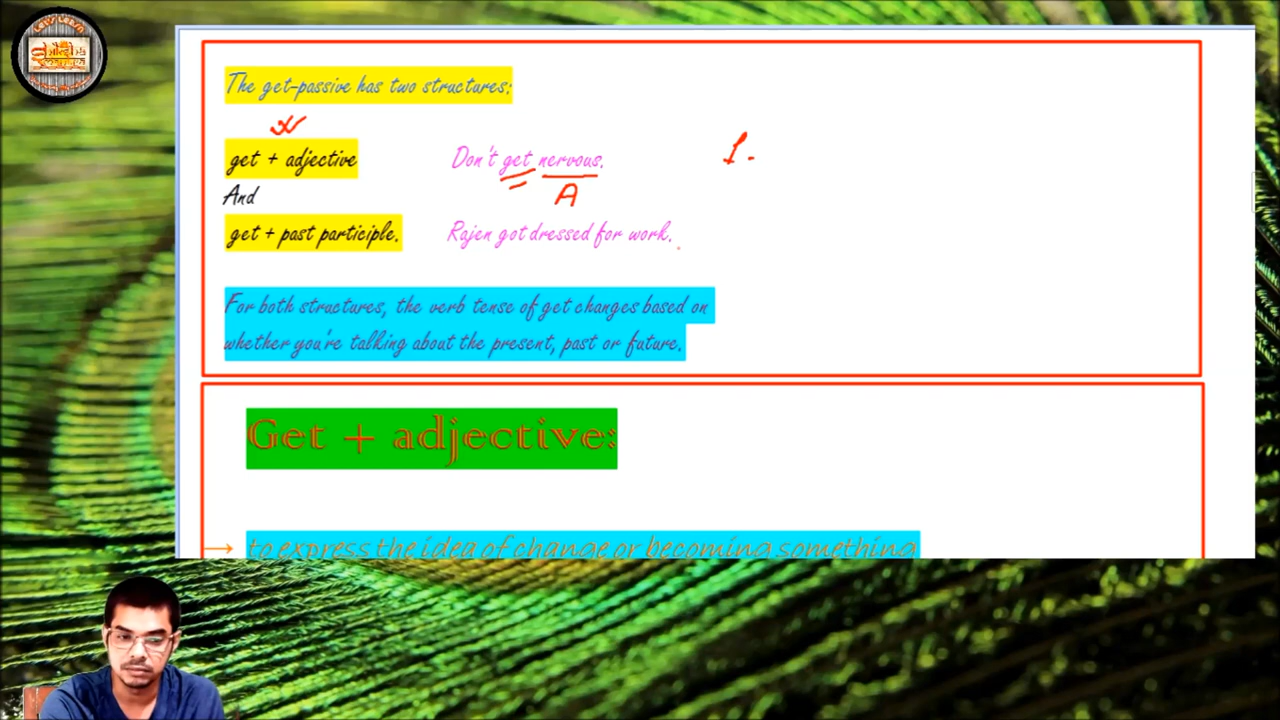 The get-passive has two structures:
get + adjective Don't get nervous. 1.
A
And
get + past participle. Rajen got dressed for work.
For both structures, the verb tense of get changes based on
whether you're talking about the present, past or future.
Get + adjective:
→ to express the idea of change or becoming something